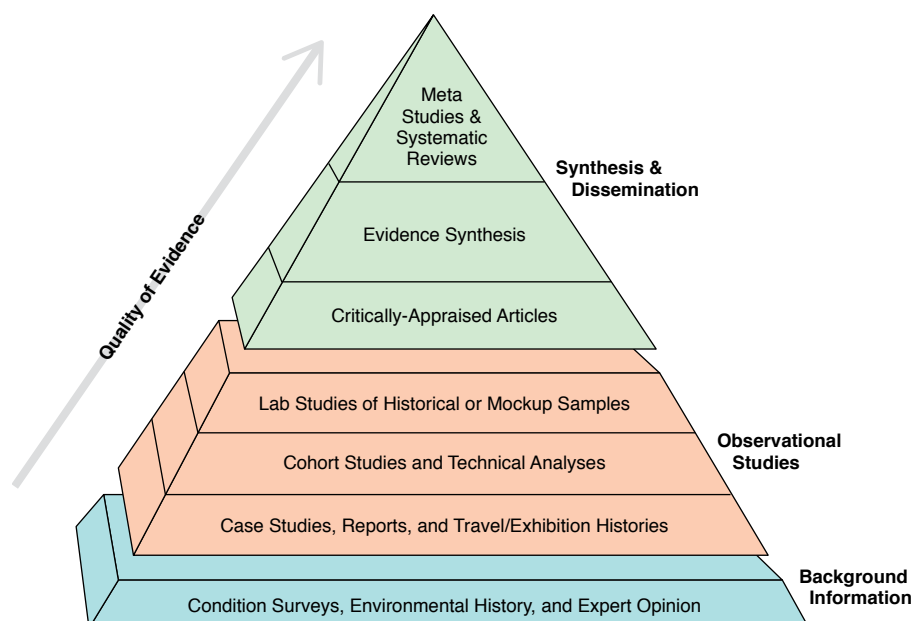 Meta
Studies &
Systematic
Reviews
Synthesis &
Dissemination
Evidence Synthesis
Quality of Evidence
Critically-Appraised Articles
Lab Studies of Historical or Mockup Samples
Observational
Studies
Cohort Studies and Technical Analyses
Case Studies, Reports, and Travel/Exhibition Histories
Background
Information
Condition Surveys, Environmental History, and Expert Opinion